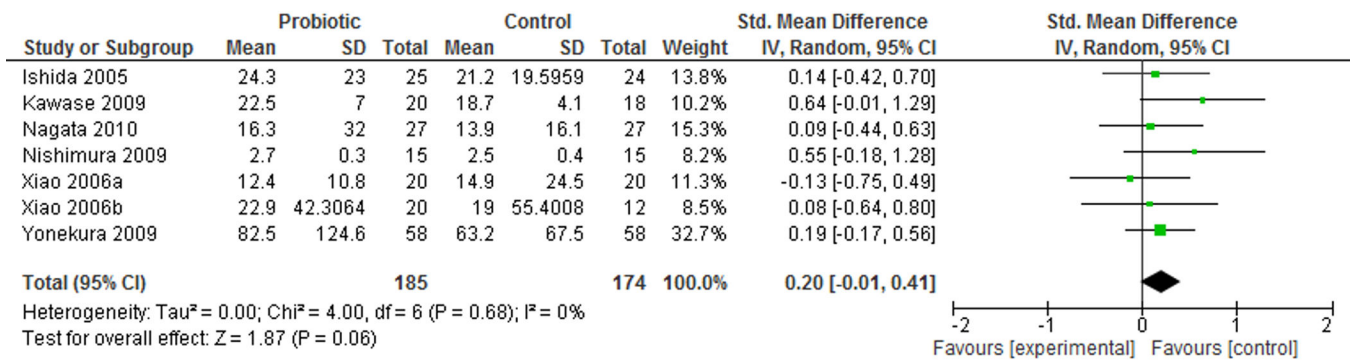 Probiotic Control Std. Mean Difference Std. Mean Difference
Study or Subgroup Mean SD Total Mean SD Total Weight IV, Random, 95% CI IV, Random, 95% CI
Ishida 2005 24.3 23 25 21.2 19.5959 24 13.8% 0.14 [-0.42, 0.70]
Kawase 2009 22.5 7 20 18.7 4.1 18 10.2% 0.64 [-0.01, 1.29]
Nagata 2010 16.3 32 27 13.9 16.1 27 15.3% 0.09 [-0.44, 0.63]
Nishimura 2009 2.7 0.3 15 2.5 0.4 15 8.2% 0.55 [-0.18, 1.28]
Xiao 2006a 12.4 10.8 20 14.9 24.5 20 11.3% -0.13 [-0.75, 0.49]
Xiao 2006b 22.9 42.3064 20 19 55.4008 12 8.5% 0.08 [-0.64, 0.80]
Yonekura 2009 82.5 124.6 58 63.2 67.5 58 32.7% 0.19 [-0.17, 0.56]
Total (95% CI) 185 174 100.0% 0.20 [-0.01, 0.41]
Heterogeneity: Tau² = 0.00; Chi² = 4.00, df = 6 (P = 0.68); I² = 0%
Test for overall effect: Z = 1.87 (P = 0.06)
-2 -1 0 1 2
Favours [experimental] Favours [control]